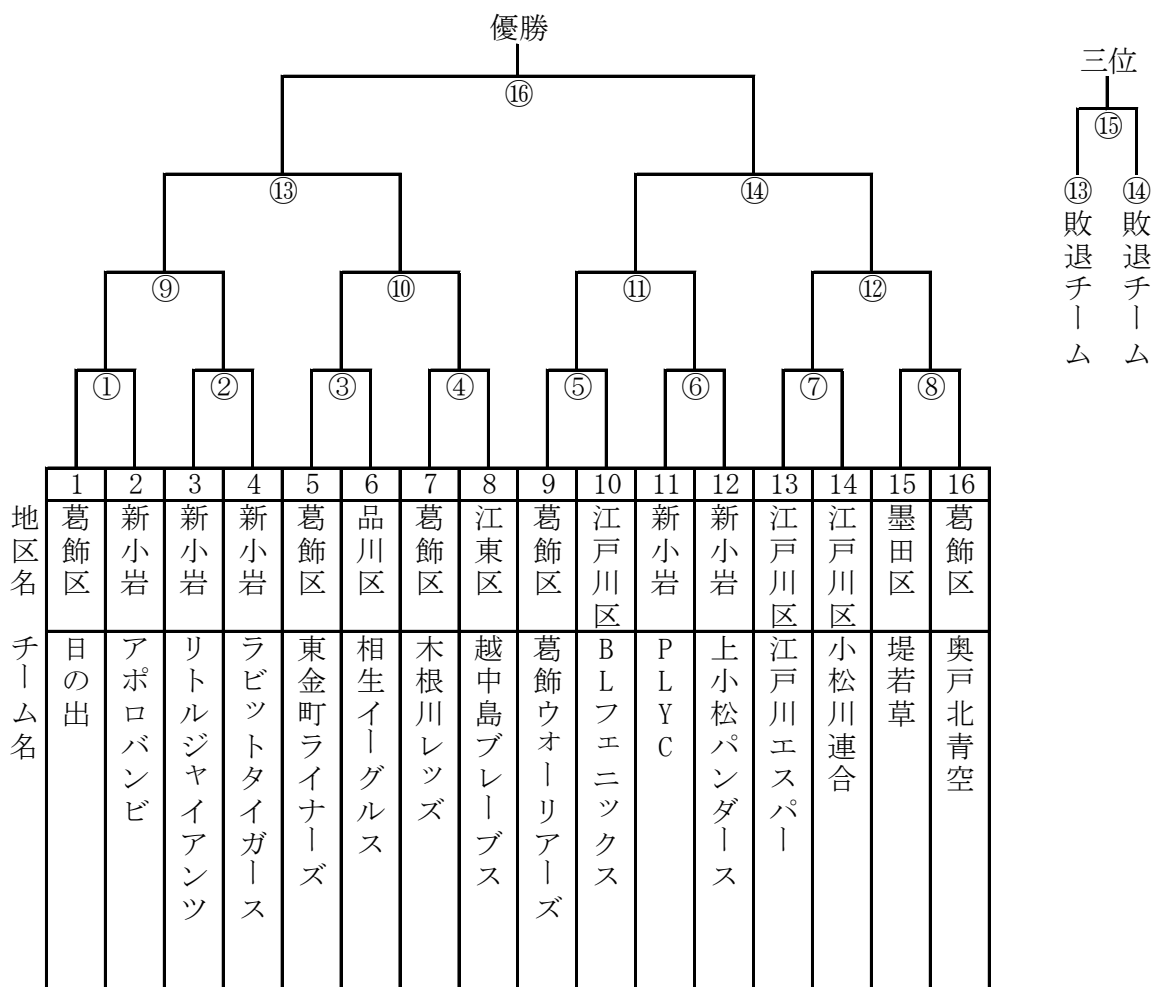 優勝
三位
⑯
⑮
⑬
⑭
⑬敗退チーム
⑭敗退チーム
⑨
⑩
⑪
⑫
①
②
③
④
⑤
⑥
⑦
⑧
1 2 3 4 5 6 7 8 9 10 11 12 13 14 15 16
地区名
葛飾区
新小岩
新小岩
新小岩
葛飾区
品川区
葛飾区
江東区
葛飾区
江戸川区
新小岩
新小岩
江戸川区
江戸川区
墨田区
葛飾区
チーム名
日の出
アポロバンビ
リトルジャイアンツ
ラビットタイガース
東金町ライナーズ
相生イーグルス
木根川レッズ
越中島ブレーブス
葛飾ウォーリアーズ
BLフェニックス
PLYC
上小松パンダース
江戸川エスパー
小松川連合
堤若草
奥戸北青空